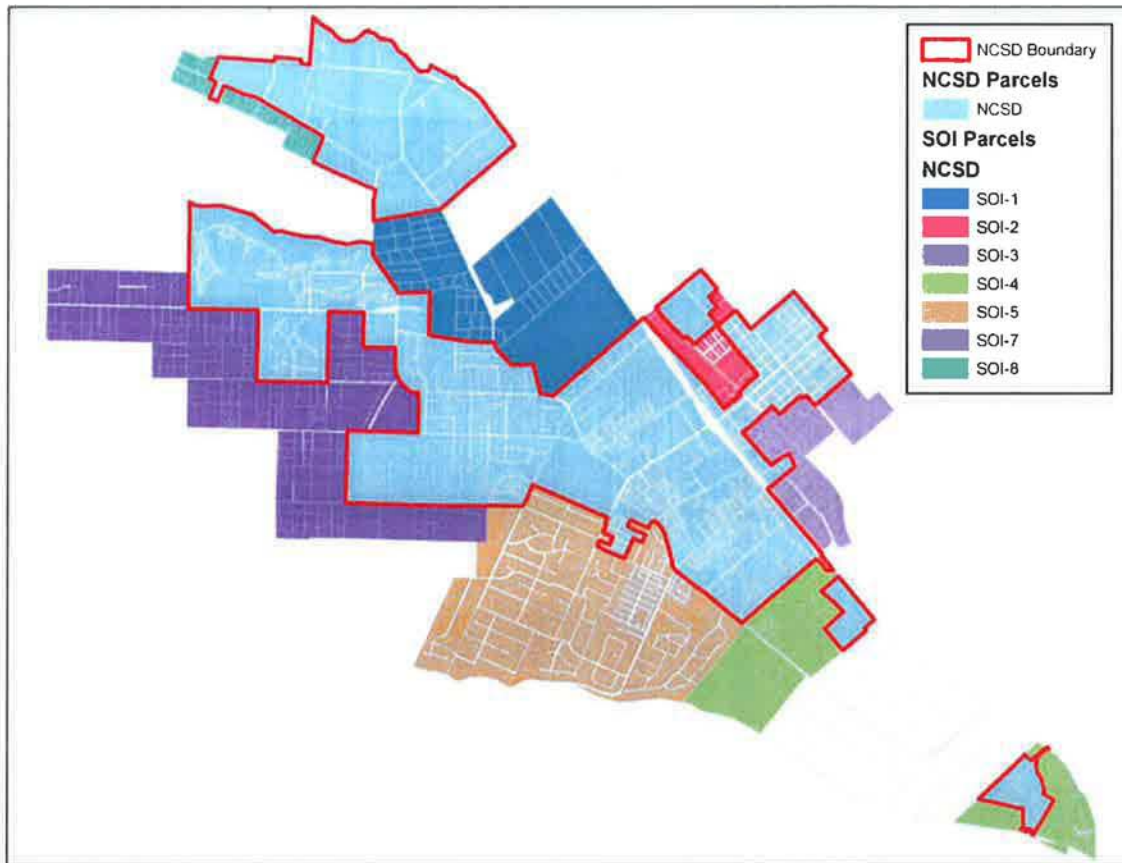 NCSD Boundary
NCSD Parcels
NCSD
SOI Parcels
NCSD
SOI-1
SOI-2
SOI-3
SOI-4
SOI-5
SOI-7
SOI-8